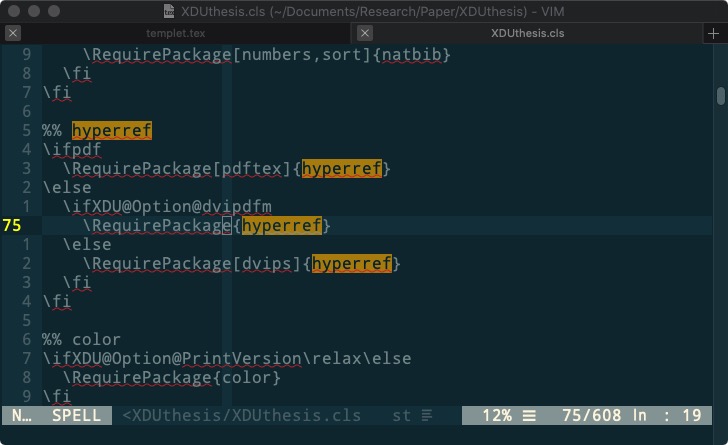 XDUthesis.cls (~/Documents/Research/Paper/XDUthesis) - VIM
templet.tex
XDUthesis.cls
9 \RequirePackage[numbers,sort]{natbib}
8 \fi
7 \fi
6
5 %% hyperref
4 \ifpdf
3 \RequirePackage[pdftex]{hyperref}
2 \else
1 \ifXDU@Option@dvipdfm
75 \RequirePackage{hyperref}
1 \else
2 \RequirePackage[dvips]{hyperref}
3 \fi
4 \fi
5
6 %% color
7 \ifXDU@Option@PrintVersion\relax\else
8 \RequirePackage{color}
9 \fi
N… SPELL <XDUthesis/XDUthesis.cls st 12% ☰ 75/608 ln : 19